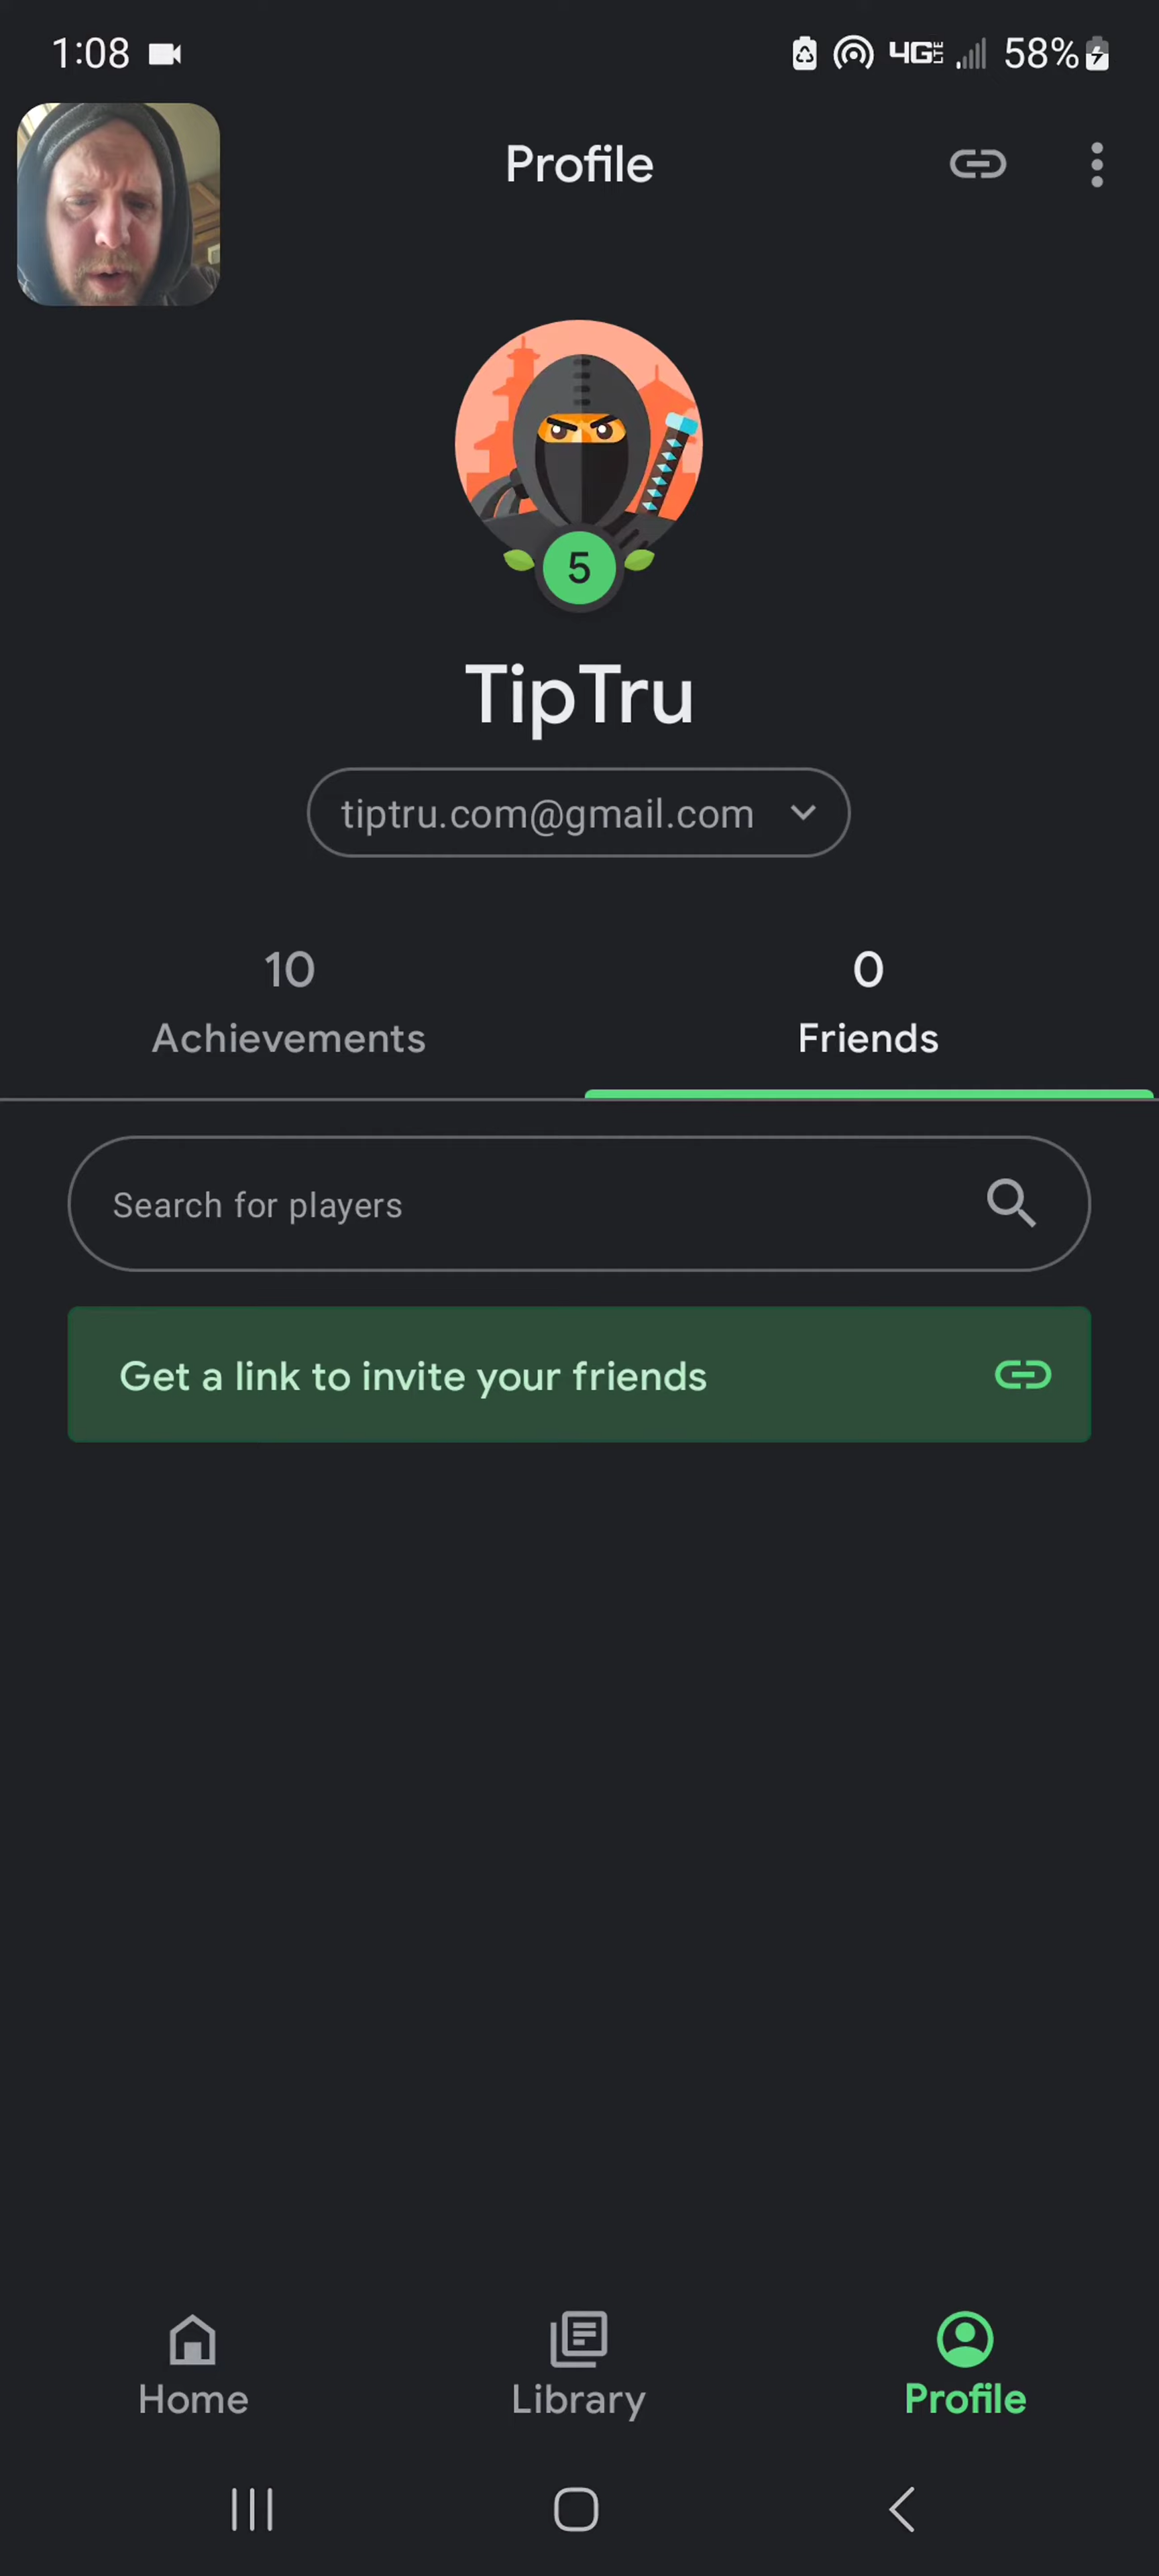 1:08 4G LTE 58%
Profile
5
TipTru
tiptru.com@gmail.com
10 0
Achievements Friends
Search for players
Get a link to invite your friends
Home Library Profile